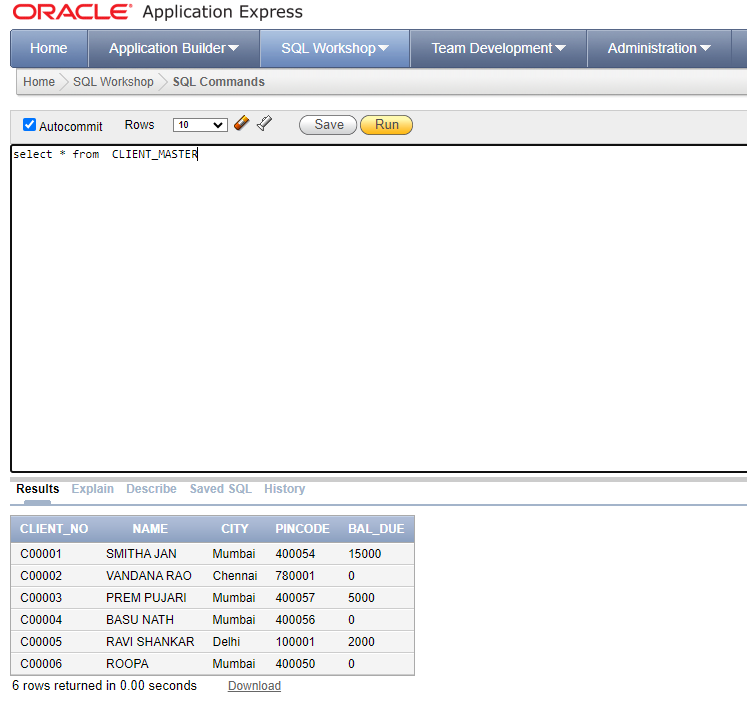 ORACLE® Application Express
Home Application Builder SQL Workshop Team Development Administration
Home SQL Workshop SQL Commands
Autocommit Rows 10 Save Run
select * from  CLIENT_MASTER
Results Explain Describe Saved SQL History
CLIENT_NO NAME CITY PINCODE BAL_DUE
C00001 SMITHA JAN Mumbai 400054 15000
C00002 VANDANA RAO Chennai 780001 0
C00003 PREM PUJARI Mumbai 400057 5000
C00004 BASU NATH Mumbai 400056 0
C00005 RAVI SHANKAR Delhi 100001 2000
C00006 ROOPA Mumbai 400050 0
6 rows returned in 0.00 seconds Download